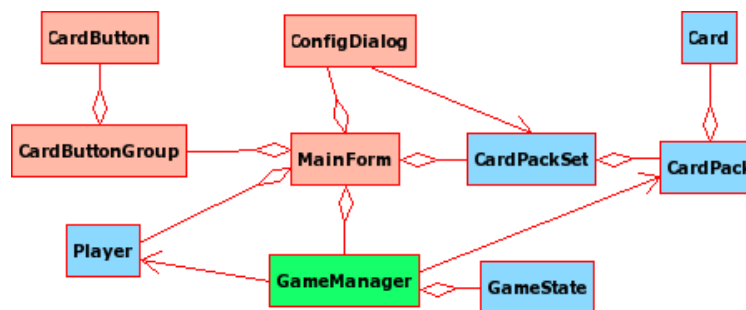 CardButton
ConfigDialog
Card
CardButtonGroup
MainForm
CardPackSet
CardPack
Player
GameManager
GameState